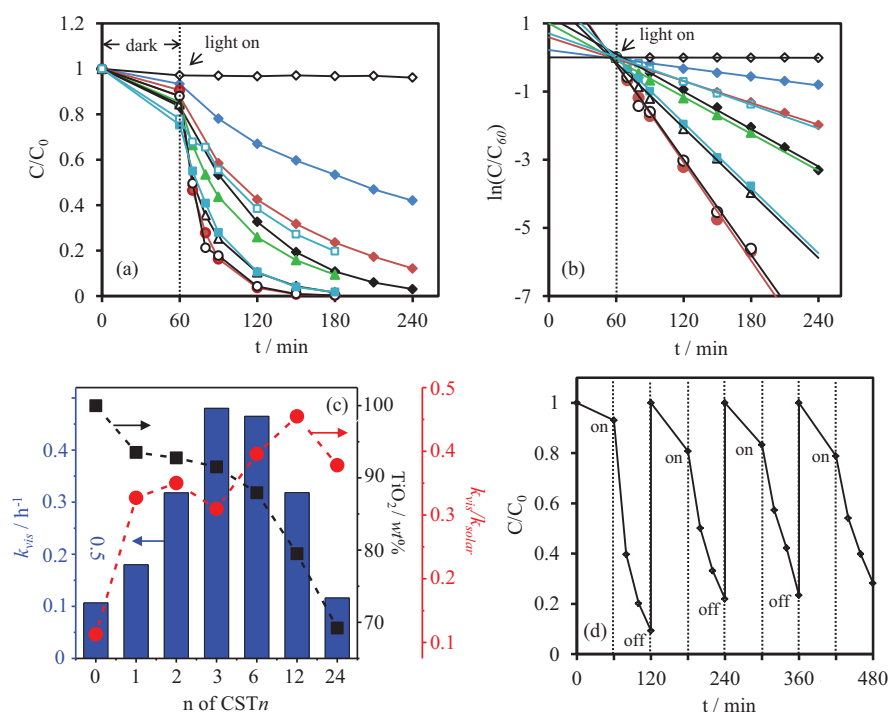 1.2
1
0.8
0.6
0.4
0.2
0
C/C0
dark
light on
(a)
0 60 120 180 240
t / min
1
-1
-3
-5
-7
ln(C/C60)
light on
(b)
0 60 120 180 240
t / min
0.4
0.3
0.2
0.1
0
kvis / h-1
0.5
(c)
100
90
80
70
TiO2 / wt%
0.5
0.4
0.3
0.2
0.1
kvis/ksolar
0 1 2 3 6 12 24
n of CSTn
1
0.8
0.6
0.4
0.2
0
C/C0
on
on
on
on
off
off
off
(d)
0 120 240 360 480
t / min